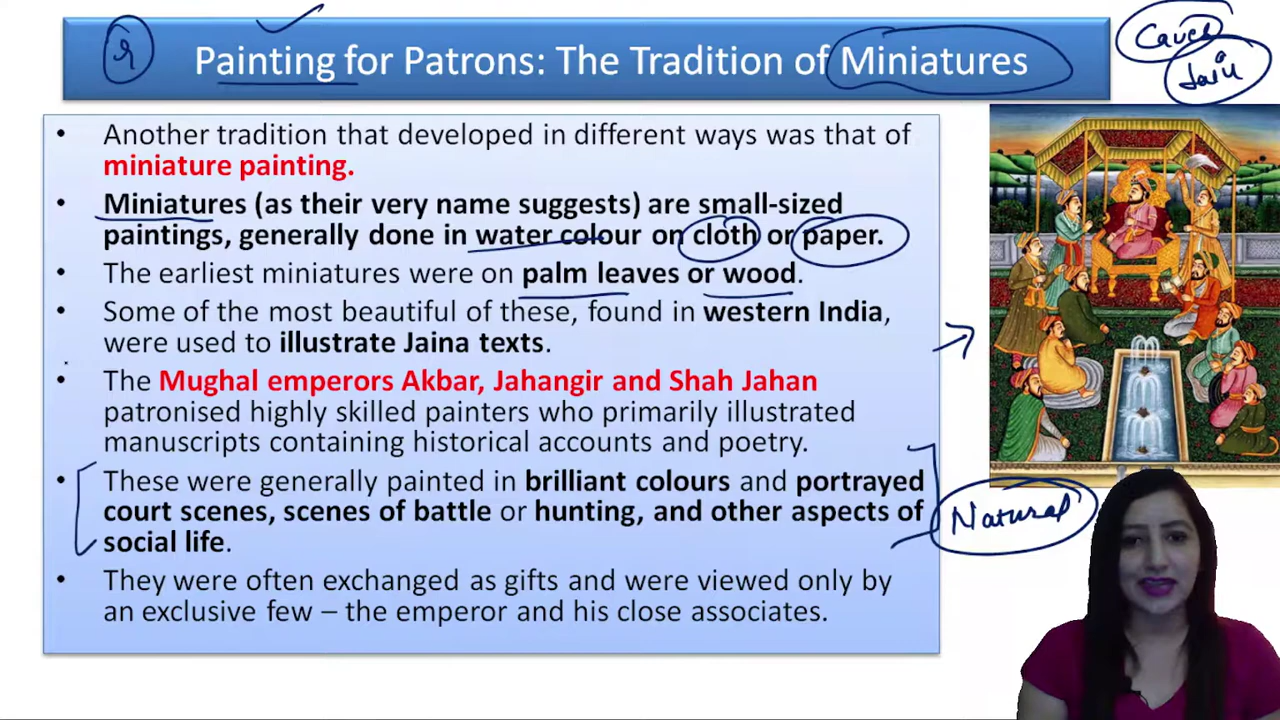 Painting for Patrons: The Tradition of Miniatures
Caves
Jain
• Another tradition that developed in different ways was that of
miniature painting.
• Miniatures (as their very name suggests) are small-sized
paintings, generally done in water colour on cloth or paper.
• The earliest miniatures were on palm leaves or wood.
• Some of the most beautiful of these, found in western India,
were used to illustrate Jaina texts.
• The Mughal emperors Akbar, Jahangir and Shah Jahan
patronised highly skilled painters who primarily illustrated
manuscripts containing historical accounts and poetry.
• These were generally painted in brilliant colours and portrayed
court scenes, scenes of battle or hunting, and other aspects of
social life.
Natural
• They were often exchanged as gifts and were viewed only by
an exclusive few – the emperor and his close associates.